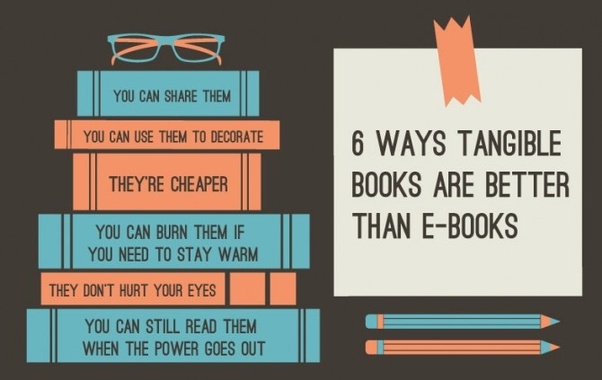 YOU CAN SHARE THEM
YOU CAN USE THEM TO DECORATE
THEY'RE CHEAPER
YOU CAN BURN THEM IF
YOU NEED TO STAY WARM
THEY DON'T HURT YOUR EYES
YOU CAN STILL READ THEM
WHEN THE POWER GOES OUT
6 WAYS TANGIBLE
BOOKS ARE BETTER
THAN E-BOOKS